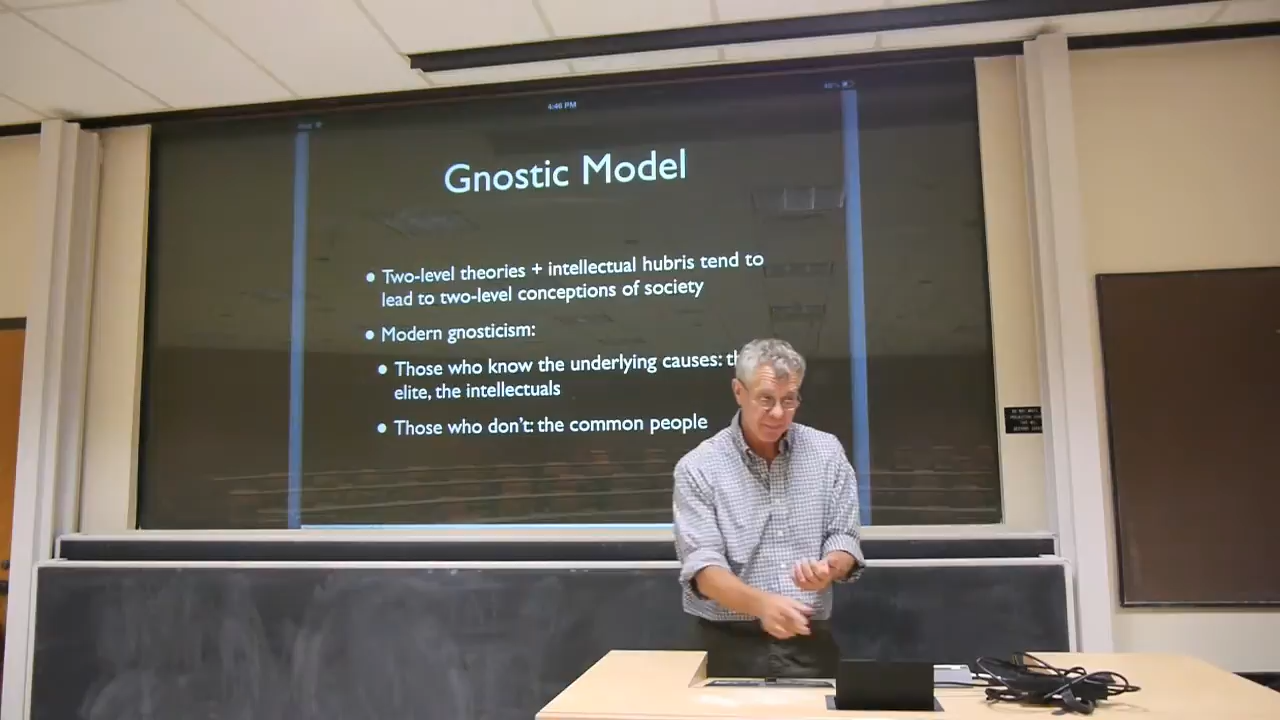 4:46 PM
Gnostic Model
• Two-level theories + intellectual hubris tend to
lead to two-level conceptions of society
• Modern gnosticism:
• Those who know the underlying causes:
elite, the intellectuals
• Those who don't: the common people